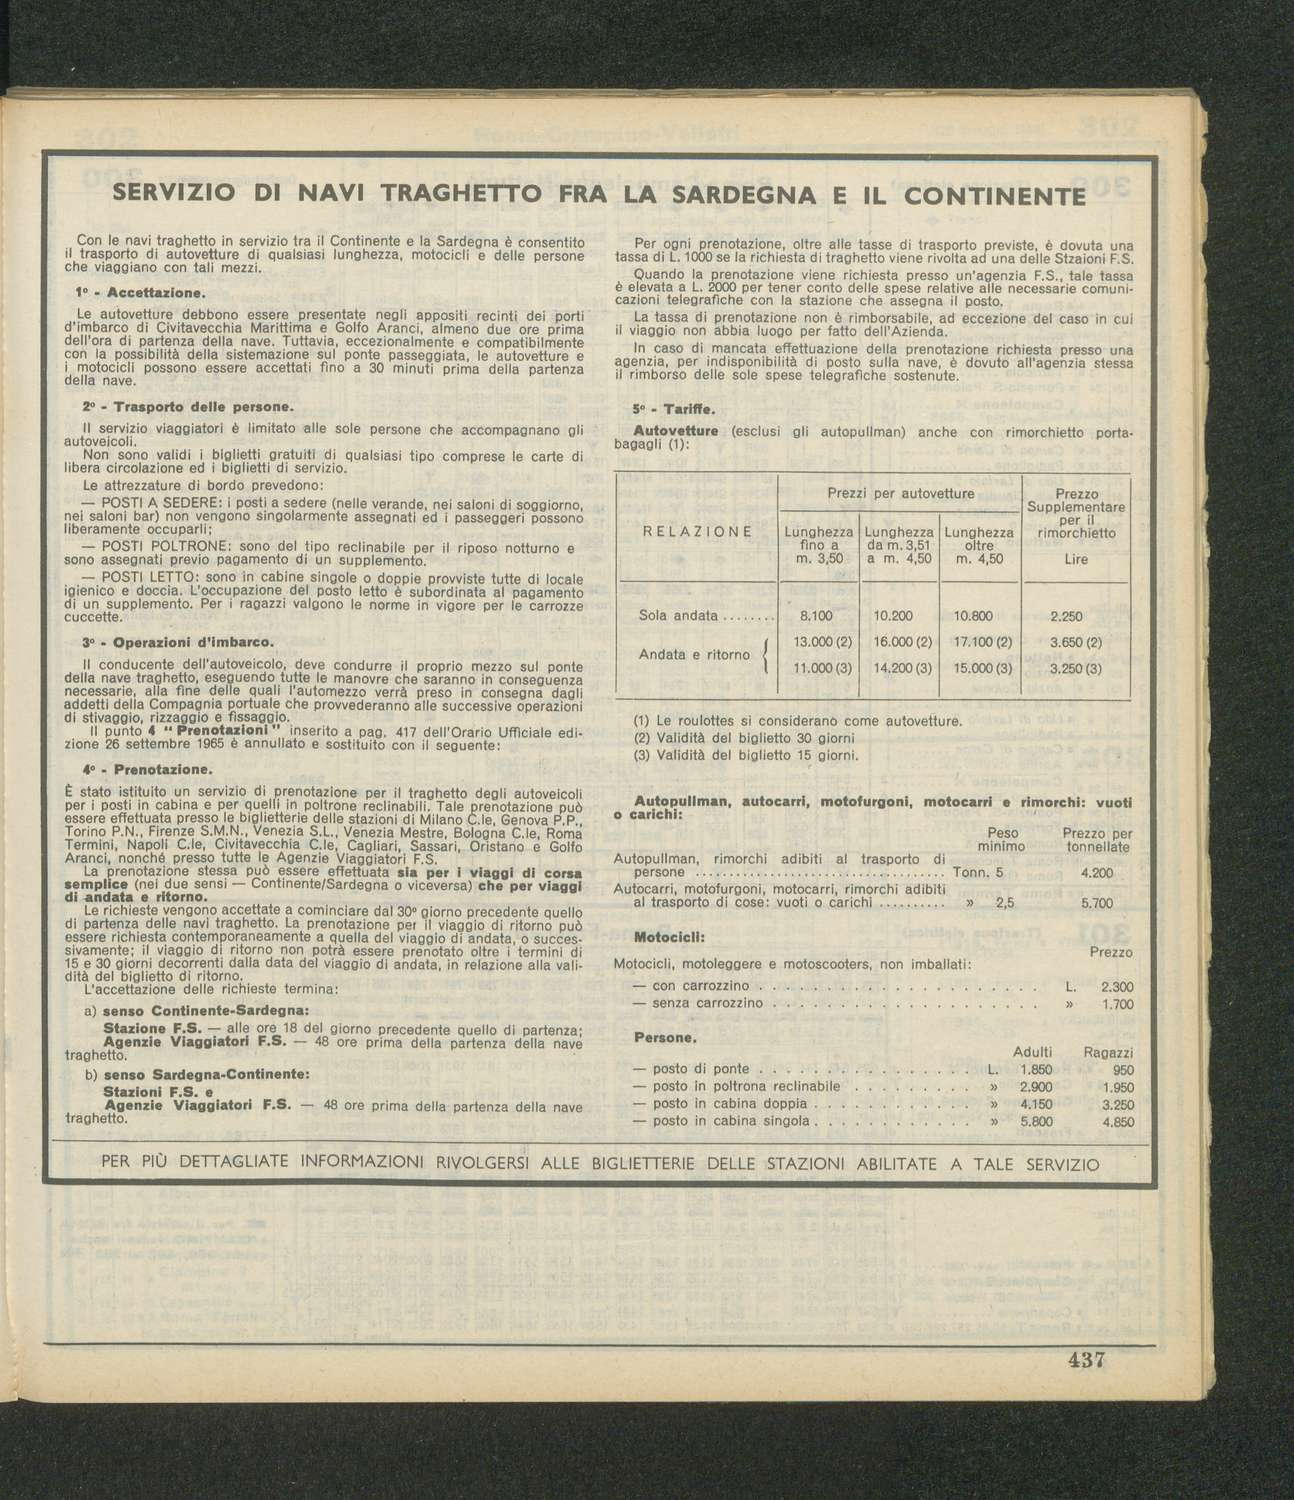 SERVIZIO DI NAVI TRAGHETTO FRA LA SARDEGNA E IL CONTINENTE
Con le navi traghetto in servizio tra il Continente e la Sardegna è consentito
il trasporto di autovetture di qualsiasi lunghezza, motocicli e delle persone
che viaggiano con tali mezzi.
1º - Accettazione.
Le autovetture debbono essere presentate negli appositi recinti dei porti
d'imbarco di Civitavecchia Marittima e Golfo Aranci, almeno due ore prima
dell'ora di partenza della nave. Tuttavia, eccezionalmente e compatibilmente
con la possibilità della sistemazione sul ponte passeggiata, le autovetture e
i motocicli possono essere accettati fino a 30 minuti prima della partenza
della nave.
2º - Trasporto delle persone.
Il servizio viaggiatori è limitato alle sole persone che accompagnano gli
autoveicoli.
Non sono validi i biglietti gratuiti di qualsiasi tipo comprese le carte di
libera circolazione ed i biglietti di servizio.
Le attrezzature di bordo prevedono:
— POSTI A SEDERE: i posti a sedere (nelle verande, nei saloni di soggiorno,
nei saloni bar) non vengono singolarmente assegnati ed i passeggeri possono
liberamente occuparli;
— POSTI POLTRONE: sono del tipo reclinabile per il riposo notturno e
sono assegnati previo pagamento di un supplemento.
— POSTI LETTO: sono in cabine singole o doppie provviste tutte di locale
igienico e doccia. L'occupazione del posto letto è subordinata al pagamento
di un supplemento. Per i ragazzi valgono le norme in vigore per le carrozze
cuccette.
3º - Operazioni d'imbarco.
Il conducente dell'autoveicolo, deve condurre il proprio mezzo sul ponte
della nave traghetto, eseguendo tutte le manovre che saranno in conseguenza
necessarie, alla fine delle quali l'automezzo verrà preso in consegna dagli
addetti della Compagnia portuale che provvederanno alle successive operazioni
di stivaggio, rizzaggio e fissaggio.
Il punto 4 “Prenotazioni” inserito a pag. 417 dell'Orario Ufficiale edi-
zione 26 settembre 1965 è annullato e sostituito con il seguente:
4º - Prenotazione.
È stato istituito un servizio di prenotazione per il traghetto degli autoveicoli
per i posti in cabina e per quelli in poltrone reclinabili. Tale prenotazione può
essere effettuata presso le biglietterie delle stazioni di Milano C.le, Genova P.P.,
Torino P.N., Firenze S.M.N., Venezia S.L., Venezia Mestre, Bologna C.le, Roma
Termini, Napoli C.le, Civitavecchia C.le, Cagliari, Sassari, Oristano e Golfo
Aranci, nonché presso tutte le Agenzie Viaggiatori F.S.
La prenotazione stessa può essere effettuata sia per i viaggi di corsa
semplice (nei due sensi — Continente/Sardegna o viceversa) che per viaggi
di andata e ritorno.
Le richieste vengono accettate a cominciare dal 30º giorno precedente quello
di partenza delle navi traghetto. La prenotazione per il viaggio di ritorno può
essere richiesta contemporaneamente a quella del viaggio di andata, o succes-
sivamente; il viaggio di ritorno non potrà essere prenotato oltre i termini di
15 e 30 giorni decorrenti dalla data del viaggio di andata, in relazione alla vali-
dità del biglietto di ritorno.
L'accettazione delle richieste termina:
a) senso Continente-Sardegna:
Stazione F.S. — alle ore 18 del giorno precedente quello di partenza;
Agenzie Viaggiatori F.S. — 48 ore prima della partenza della nave
traghetto.
b) senso Sardegna-Continente:
Stazioni F.S. e
Agenzie Viaggiatori F.S. — 48 ore prima della partenza della nave
traghetto.
Per ogni prenotazione, oltre alle tasse di trasporto previste, è dovuta una
tassa di L. 1000 se la richiesta di traghetto viene rivolta ad una delle Stzaioni F.S.
Quando la prenotazione viene richiesta presso un'agenzia F.S., tale tassa
è elevata a L. 2000 per tener conto delle spese relative alle necessarie comuni-
cazioni telegrafiche con la stazione che assegna il posto.
La tassa di prenotazione non è rimborsabile, ad eccezione del caso in cui
il viaggio non abbia luogo per fatto dell'Azienda.
In caso di mancata effettuazione della prenotazione richiesta presso una
agenzia, per indisponibilità di posto sulla nave, è dovuto all'agenzia stessa
il rimborso delle sole spese telegrafiche sostenute.
5º - Tariffe.
Autovetture (esclusi gli autopullman) anche con rimorchietto porta-
bagagli (1):
RELAZIONE
Prezzi per autovetture
Lunghezza fino a m. 3,50
Lunghezza da m. 3,51 a m. 4,50
Lunghezza oltre m. 4,50
Prezzo Supplementare per il rimorchietto Lire
Sola andata ........ 8.100 10.200 10.800 2.250
Andata e ritorno { 13.000 (2) 16.000 (2) 17.100 (2) 3.650 (2)
11.000 (3) 14.200 (3) 15.000 (3) 3.250 (3)
(1) Le roulottes si considerano come autovetture.
(2) Validità del biglietto 30 giorni
(3) Validità del biglietto 15 giorni.
Autopullman, autocarri, motofurgoni, motocarri e rimorchi: vuoti
o carichi:
Peso minimo
Prezzo per tonnellate
Autopullman, rimorchi adibiti al trasporto di
persone .................................. Tonn. 5 4.200
Autocarri, motofurgoni, motocarri, rimorchi adibiti
al trasporto di cose: vuoti o carichi .......... » 2,5 5.700
Motocicli:
Prezzo
Motocicli, motoleggere e motoscooters, non imballati:
— con carrozzino . . . . . . . . . . . . . . . . . . . . . L. 2.300
— senza carrozzino . . . . . . . . . . . . . . . . . . . . » 1.700
Persone.
Adulti Ragazzi
— posto di ponte . . . . . . . . . . . . . . . . L. 1.850 950
— posto in poltrona reclinabile . . . . . . . . . » 2.900 1.950
— posto in cabina doppia . . . . . . . . . . . . » 4.150 3.250
— posto in cabina singola . . . . . . . . . . . . » 5.800 4.850
PER PIÙ DETTAGLIATE INFORMAZIONI RIVOLGERSI ALLE BIGLIETTERIE DELLE STAZIONI ABILITATE A TALE SERVIZIO
437